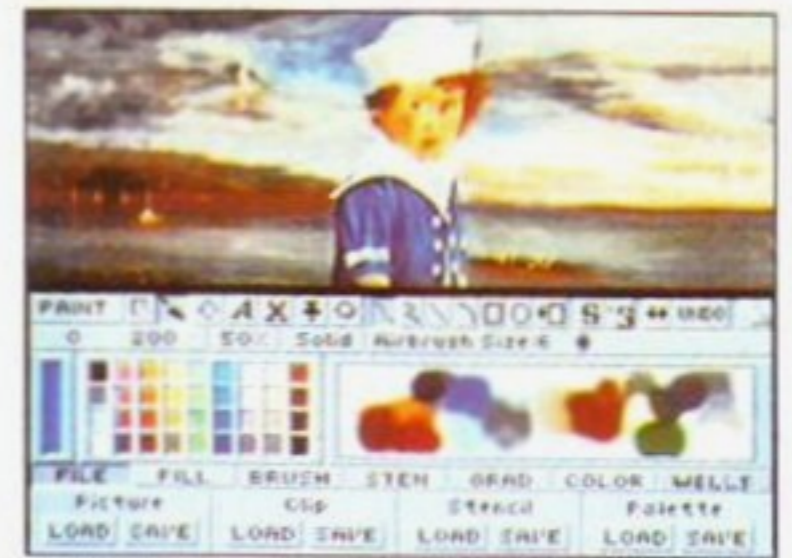 PAINT A X S UNDO
0 200 50% Solid Airbrush Size:6
FILE FILL BRUSH STEN GRAD COLOR WELLS
Picture Clip Stencil Palette
LOAD SAVE LOAD SAVE LOAD SAVE LOAD SAVE